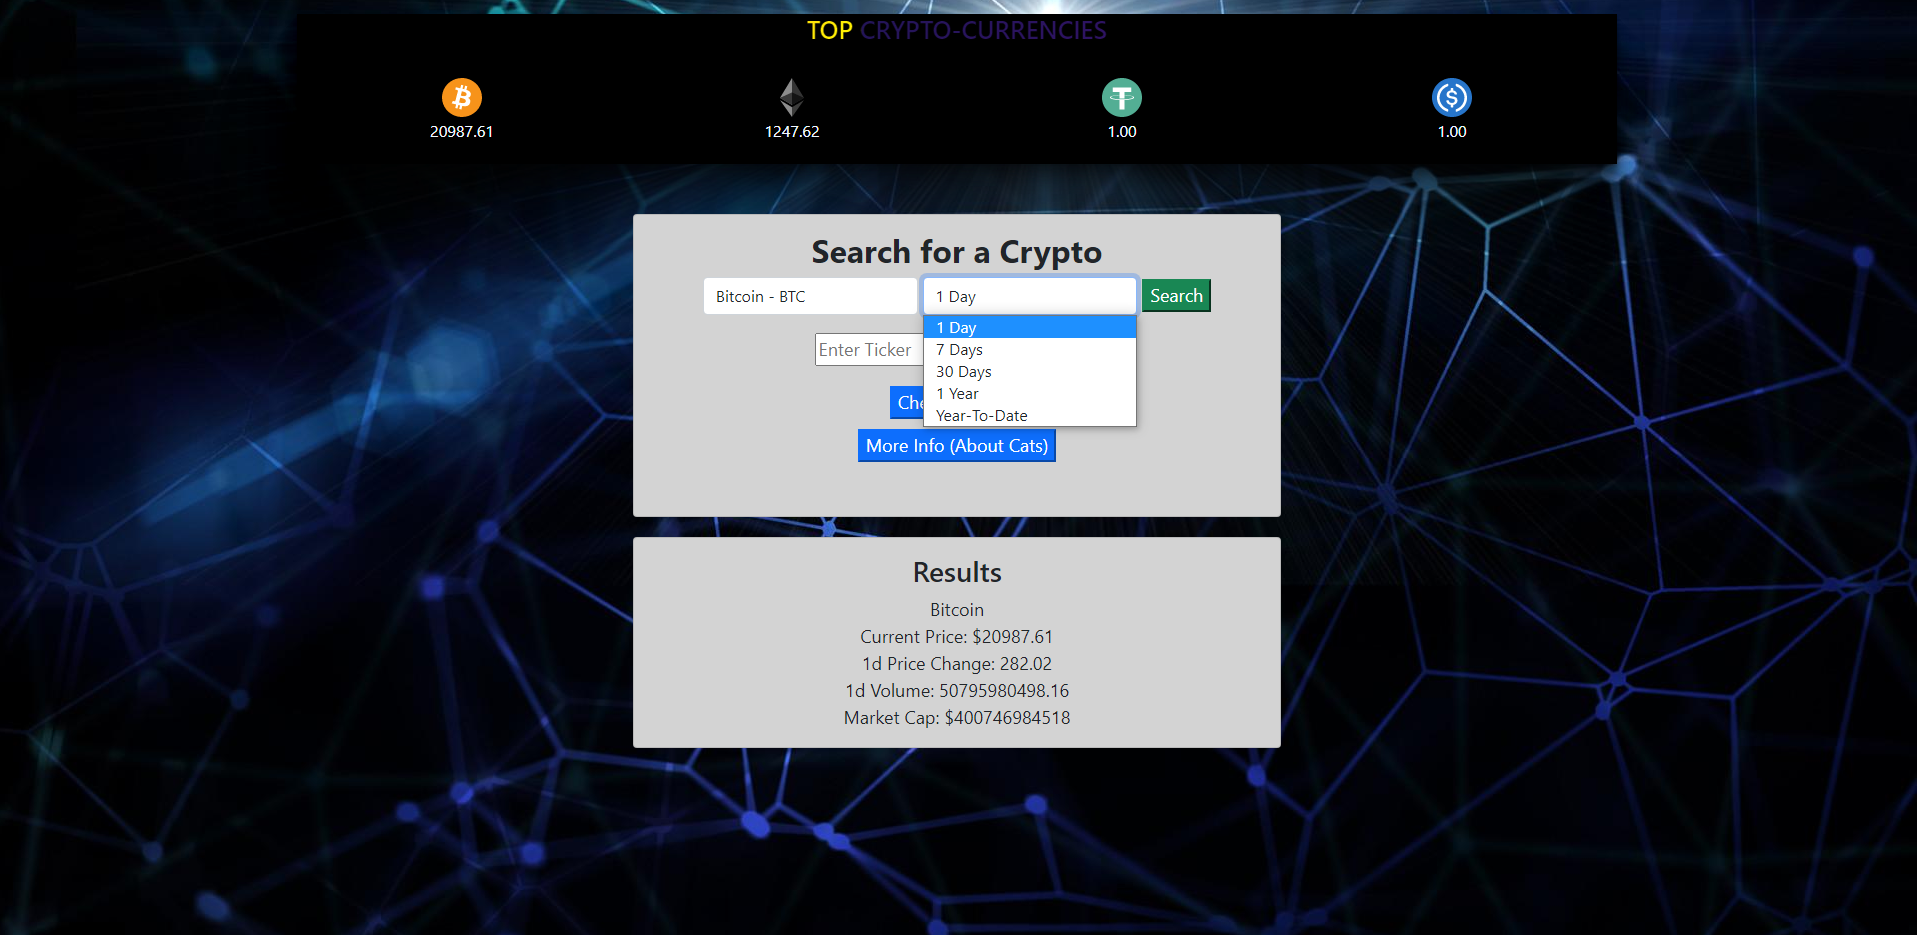 TOP CRYPTO-CURRENCIES
20987.61 1247.62 1.00 1.00
Search for a Crypto
Bitcoin - BTC 1 Day Search
1 Day
Enter Ticker 7 Days
30 Days
1 Year
Year-To-Date
More Info (About Cats)
Results
Bitcoin
Current Price: $20987.61
1d Price Change: 282.02
1d Volume: 50795980498.16
Market Cap: $400746984518